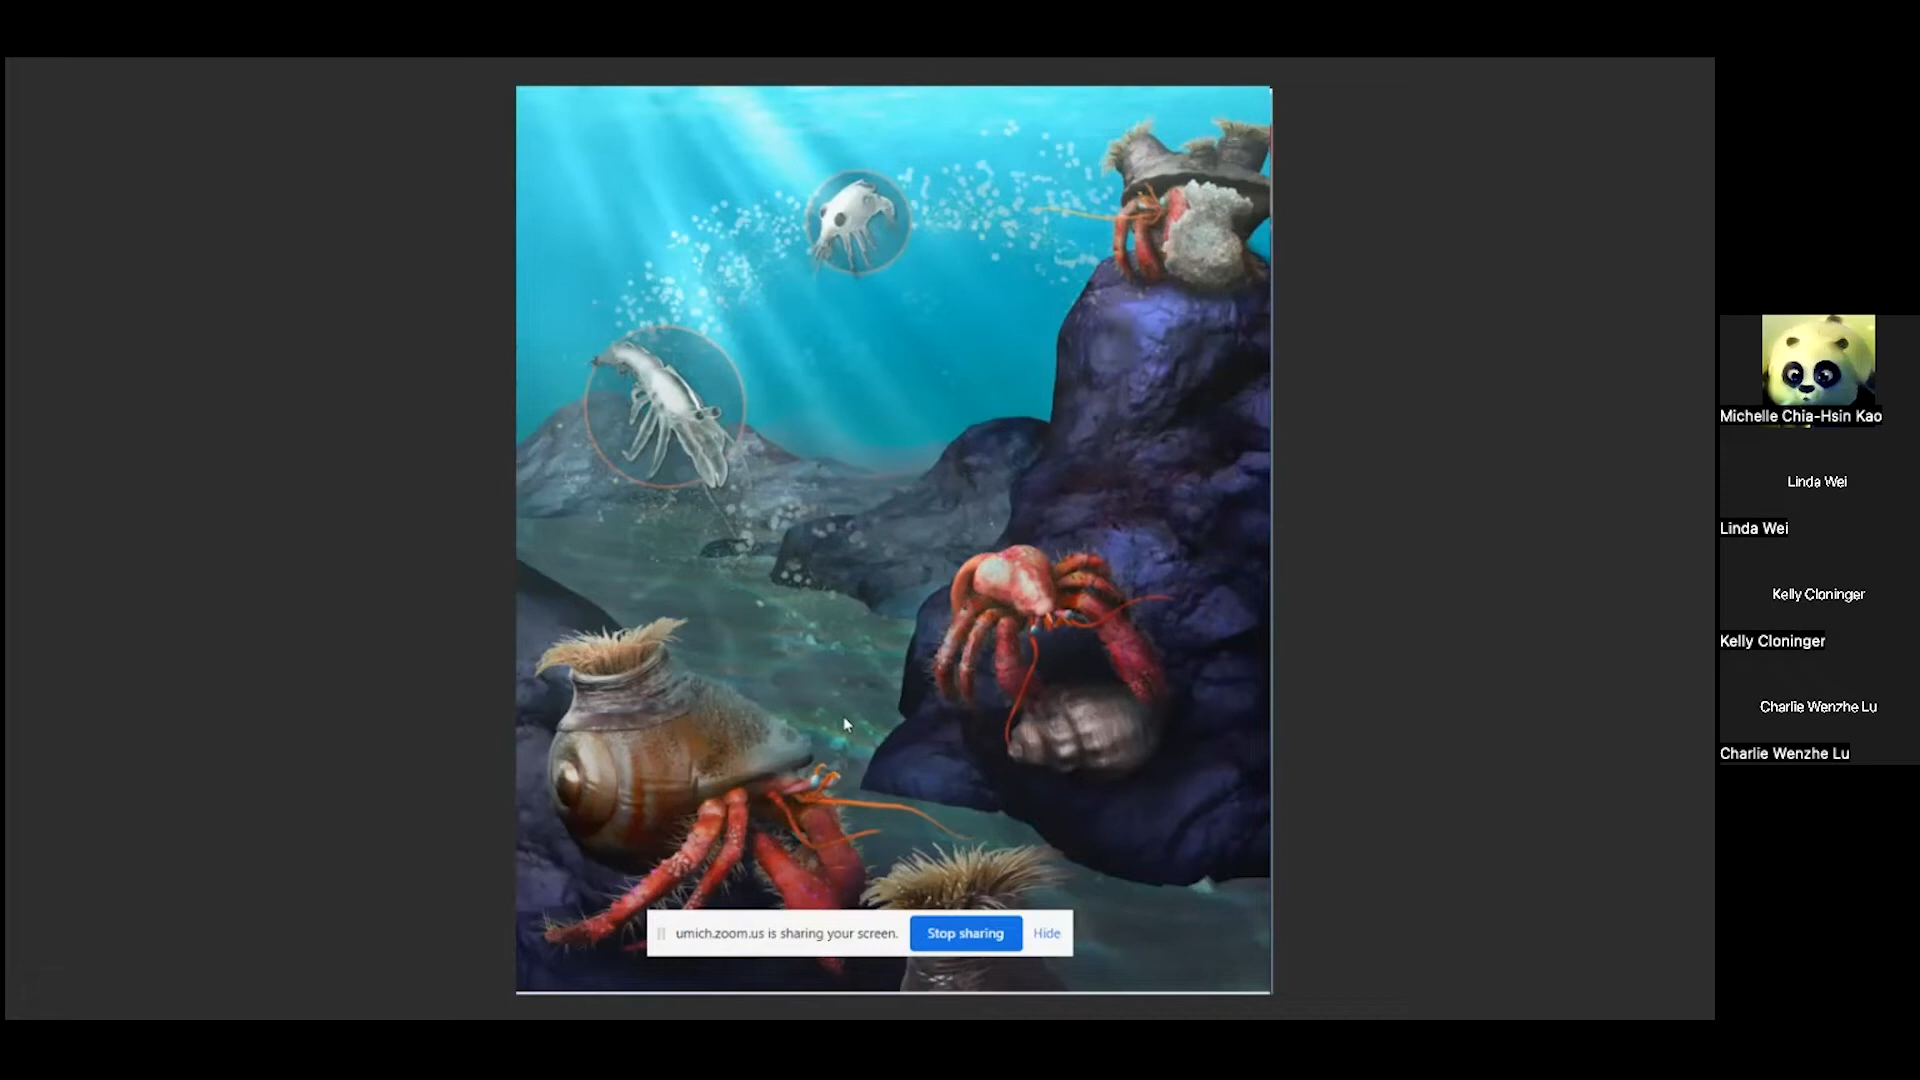 umich.zoom.us is sharing your screen. Stop sharing Hide
Michelle Chia-Hsin Kao
Linda Wei
Linda Wei
Kelly Cloninger
Kelly Cloninger
Charlie Wenzhe Lu
Charlie Wenzhe Lu